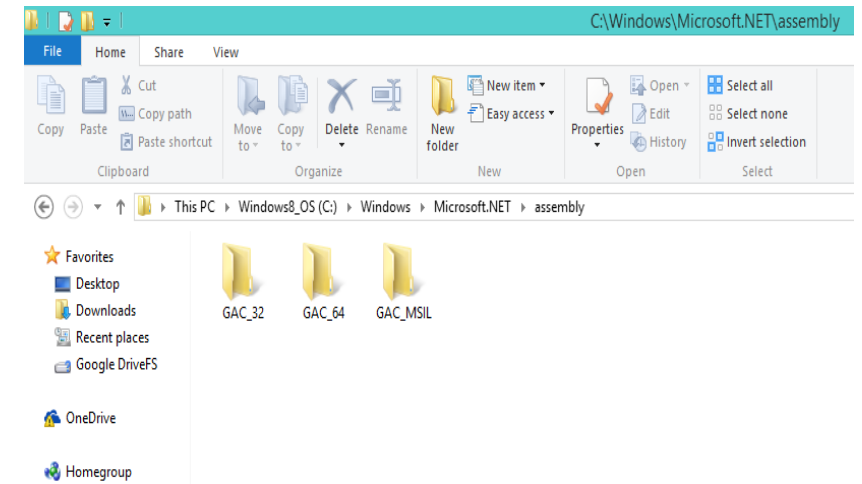 C:\Windows\Microsoft.NET\assembly
File Home Share View
Copy
Paste
Cut
Copy path
Paste shortcut
Clipboard
Move to
Copy to
Delete
Rename
Organize
New folder
New item
Easy access
New
Properties
Open
Edit
History
Open
Select all
Select none
Invert selection
Select
This PC Windows8_OS (C:) Windows Microsoft.NET assembly
Favorites
Desktop
Downloads
Recent places
Google DriveFS
OneDrive
Homegroup
GAC_32
GAC_64
GAC_MSIL